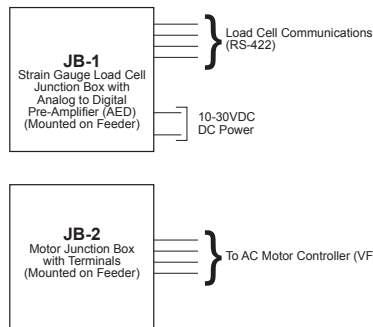 JB-1
Strain Gauge Load Cell
Junction Box with
Analog to Digital
Pre-Amplifier (AED)
(Mounted on Feeder)
Load Cell Communications
(RS-422)
10-30VDC
DC Power
JB-2
Motor Junction Box
with Terminals
(Mounted on Feeder)
To AC Motor Controller (VF